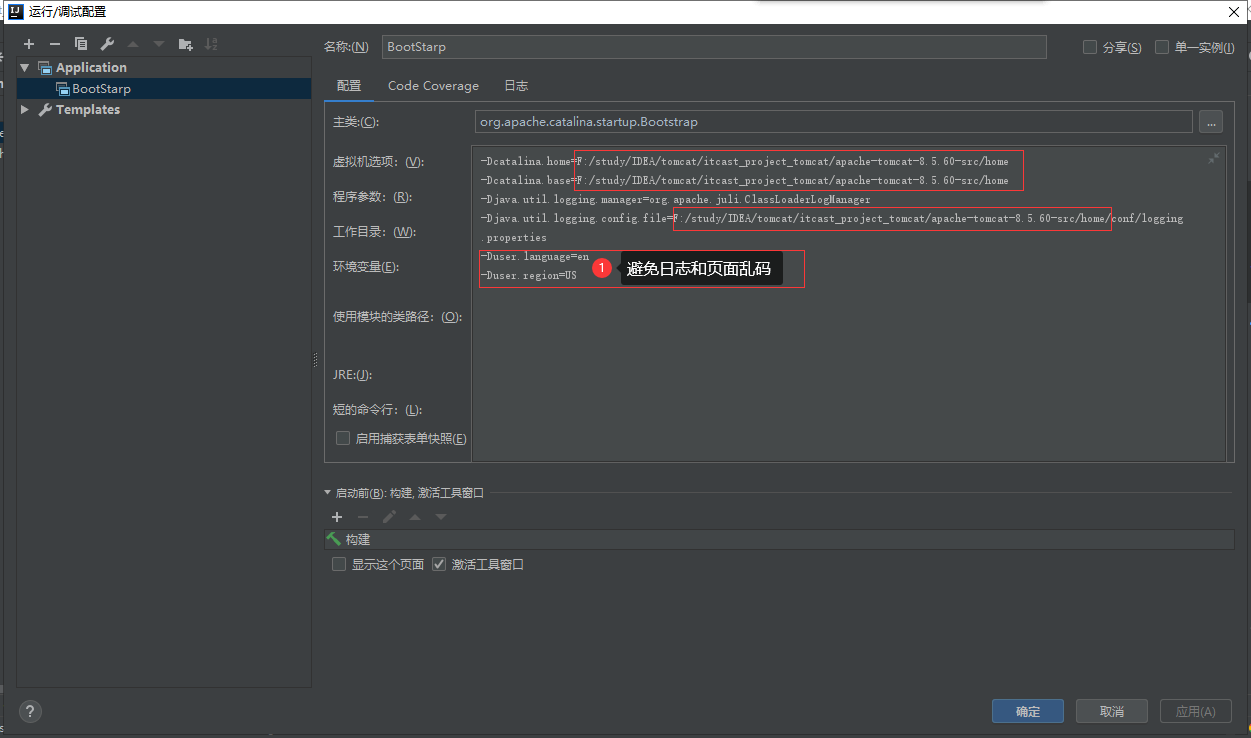 运行/调试配置
名称:(N)
BootStarp
分享(S)
单一实例(I)
Application
BootStarp
Templates
配置
Code Coverage
日志
主类:(C):
org.apache.catalina.startup.Bootstrap
...
虚拟机选项：(V):
-Dcatalina.home=F:/study/IDEA/tomcat/itcast_project_tomcat/apache-tomcat-8.5.60-src/home
-Dcatalina.base=F:/study/IDEA/tomcat/itcast_project_tomcat/apache-tomcat-8.5.60-src/home
程序参数：(R):
-Djava.util.logging.manager=org.apache.juli.ClassLoaderLogManager
-Djava.util.logging.config.file=F:/study/IDEA/tomcat/itcast_project_tomcat/apache-tomcat-8.5.60-src/home/conf/logging
工作目录：(W):
.properties
-Duser.language=en
环境变量(E):
1
避免日志和页面乱码
-Duser.region=US
使用模块的类路径：(O):
JRE:(J):
短的命令行：(L):
启用捕获表单快照(E)
启动前(B): 构建, 激活工具窗口
构建
显示这个页面
激活工具窗口
?
确定
取消
应用(A)